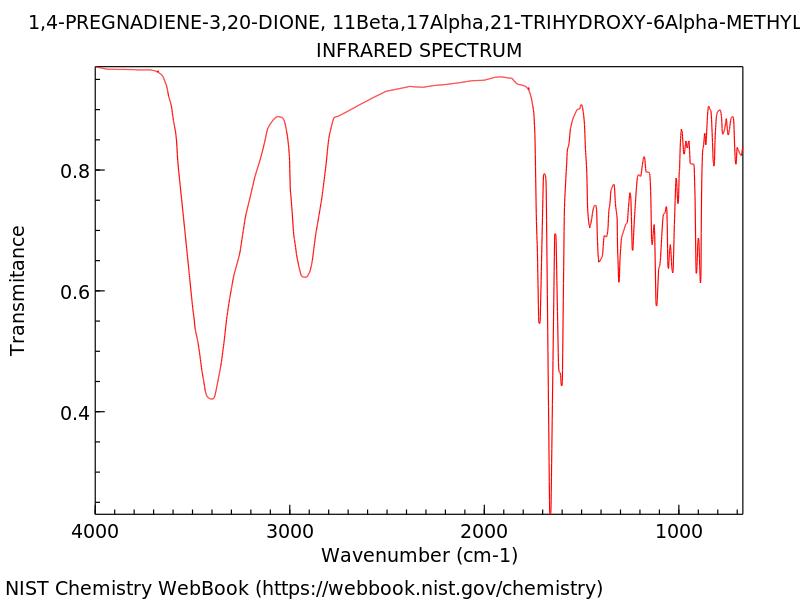 1,4-PREGNADIENE-3,20-DIONE, 11Beta,17Alpha,21-TRIHYDROXY-6Alpha-METHYL
INFRARED SPECTRUM
0.8
0.6
0.4
Transmitance
4000 3000 2000 1000
Wavenumber (cm-1)
NIST Chemistry WebBook (https://webbook.nist.gov/chemistry)